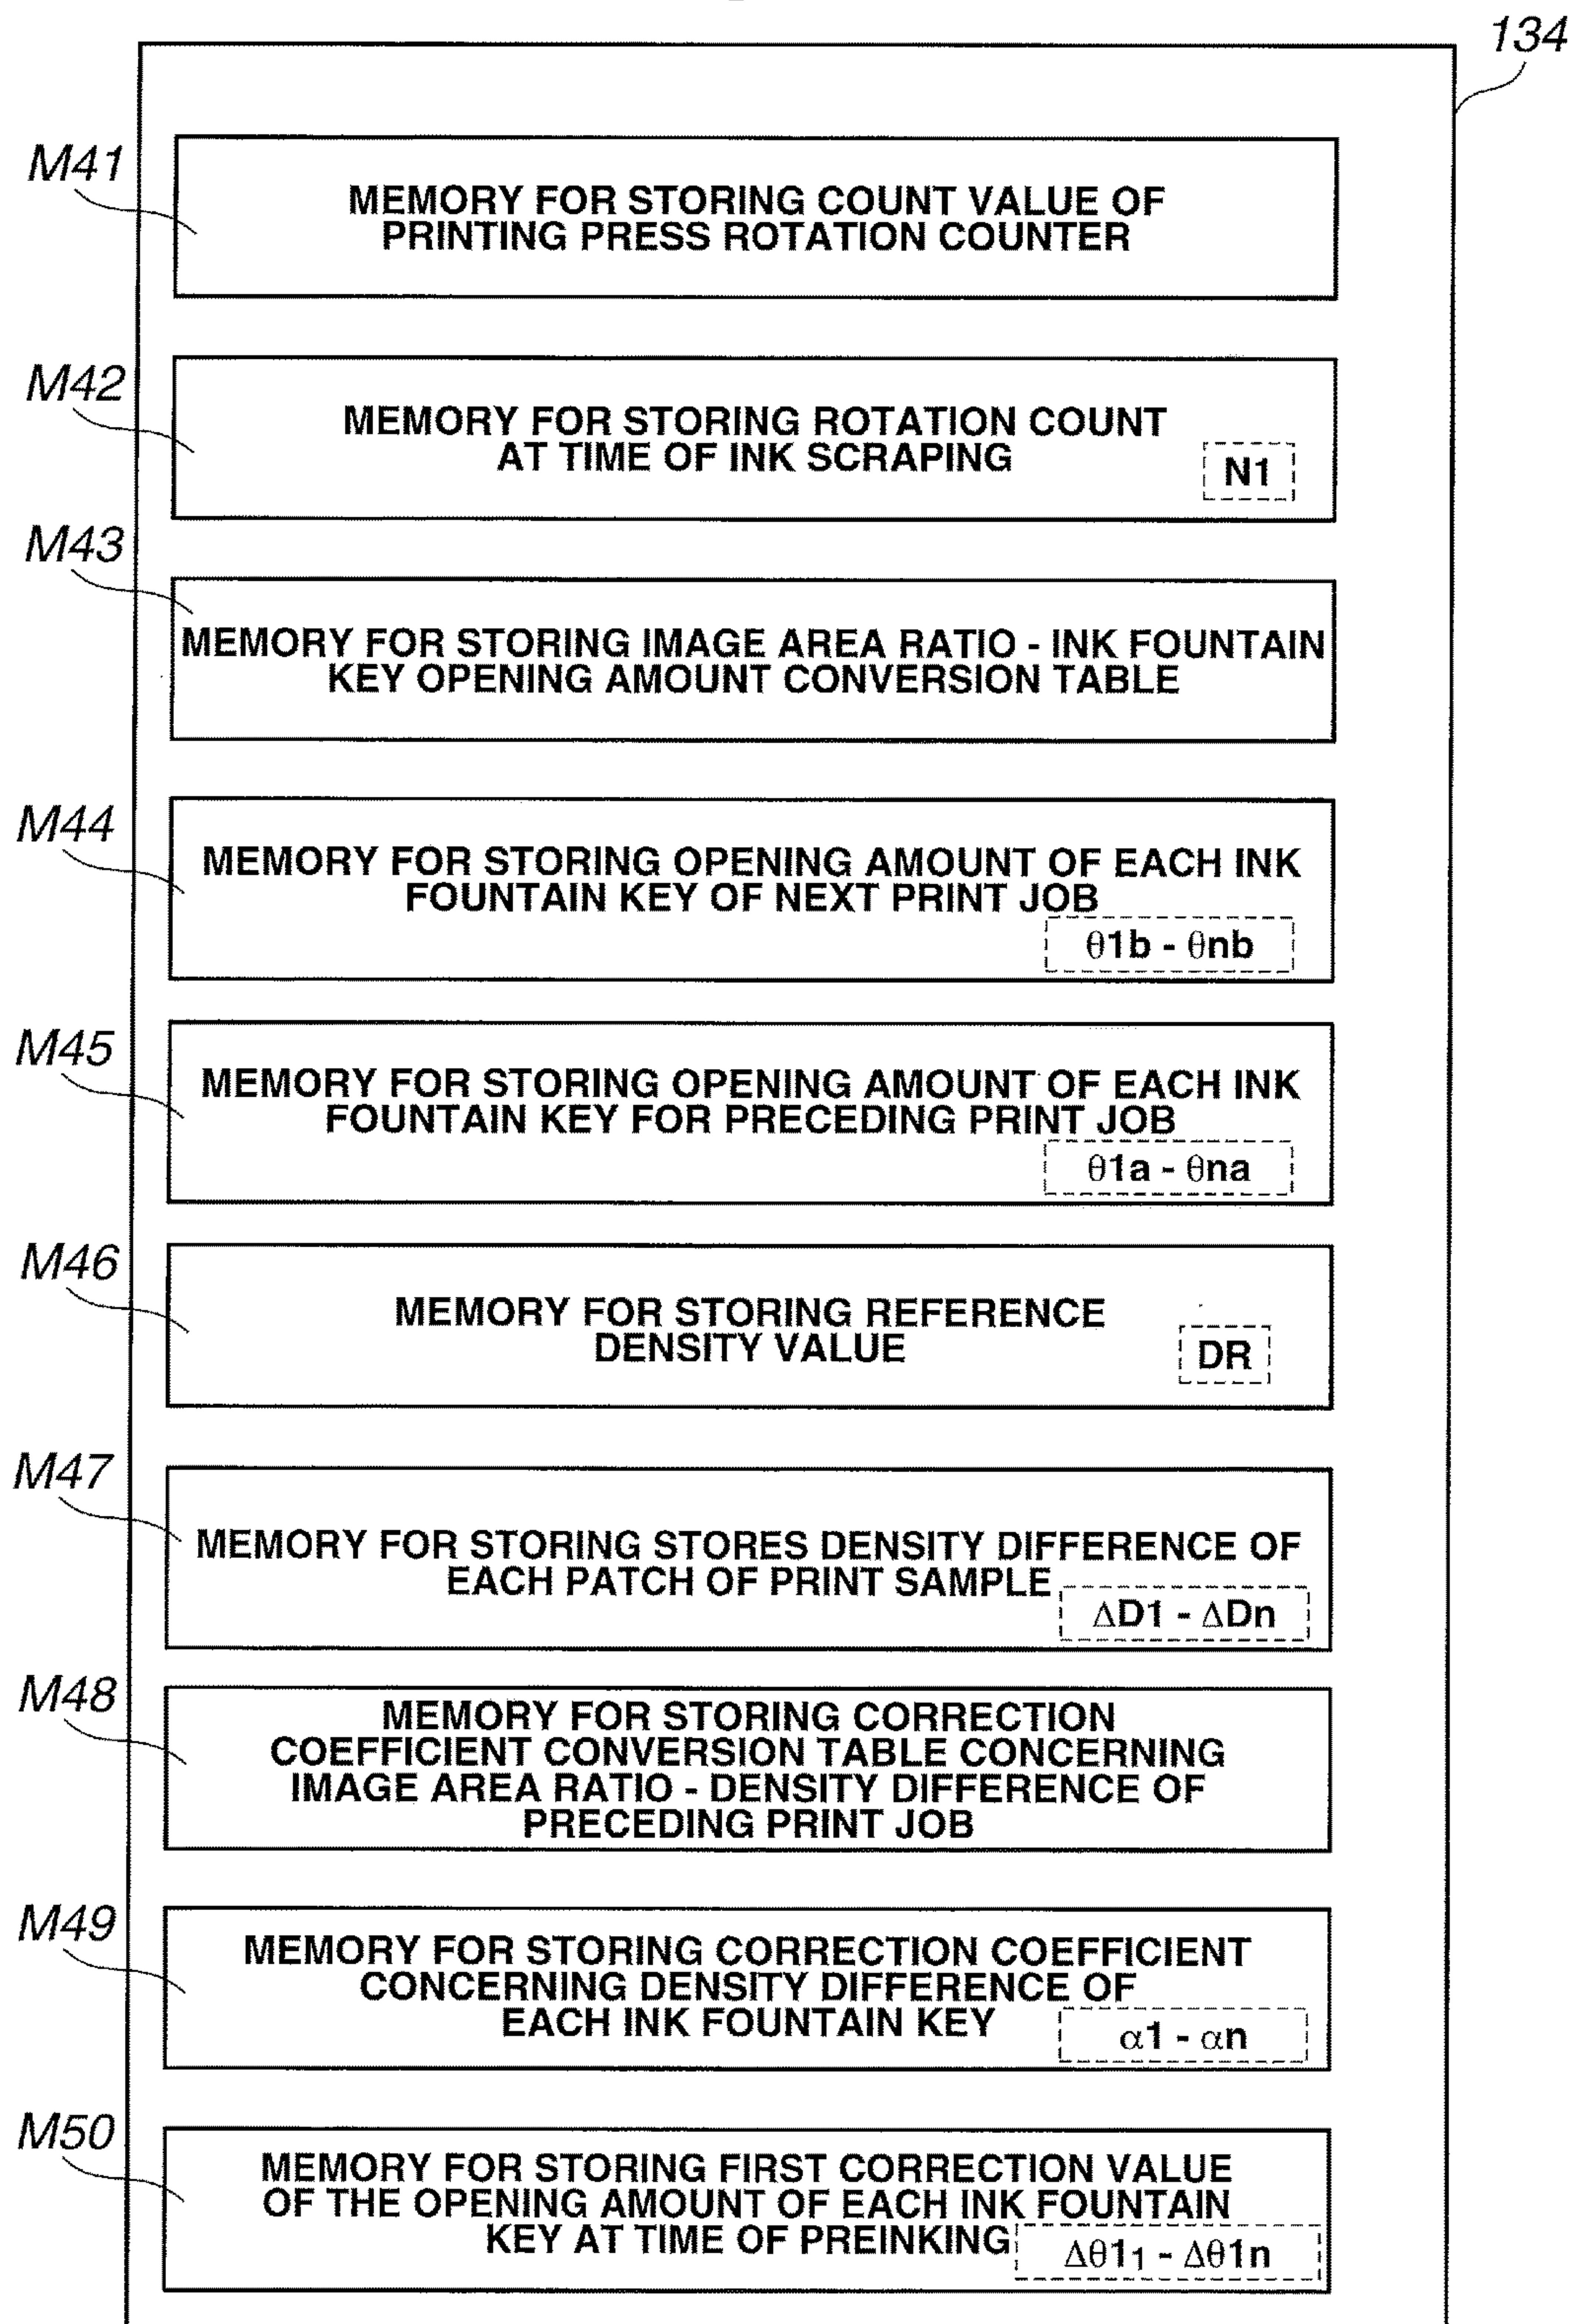 134
M41
MEMORY FOR STORING COUNT VALUE OF
PRINTING PRESS ROTATION COUNTER
M42
MEMORY FOR STORING ROTATION COUNT
AT TIME OF INK SCRAPING
N1
M43
MEMORY FOR STORING IMAGE AREA RATIO - INK FOUNTAIN
KEY OPENING AMOUNT CONVERSION TABLE
M44
MEMORY FOR STORING OPENING AMOUNT OF EACH INK
FOUNTAIN KEY OF NEXT PRINT JOB
θ1b - θnb
M45
MEMORY FOR STORING OPENING AMOUNT OF EACH INK
FOUNTAIN KEY FOR PRECEDING PRINT JOB
θ1a - θna
M46
MEMORY FOR STORING REFERENCE
DENSITY VALUE
DR
M47
MEMORY FOR STORING STORES DENSITY DIFFERENCE OF
EACH PATCH OF PRINT SAMPLE
ΔD1 - ΔDn
M48
MEMORY FOR STORING CORRECTION
COEFFICIENT CONVERSION TABLE CONCERNING
IMAGE AREA RATIO - DENSITY DIFFERENCE OF
PRECEDING PRINT JOB
M49
MEMORY FOR STORING CORRECTION COEFFICIENT
CONCERNING DENSITY DIFFERENCE OF
EACH INK FOUNTAIN KEY
α1 - αn
M50
MEMORY FOR STORING FIRST CORRECTION VALUE
OF THE OPENING AMOUNT OF EACH INK FOUNTAIN
KEY AT TIME OF PREINKING
Δθ1₁ - Δθ1n